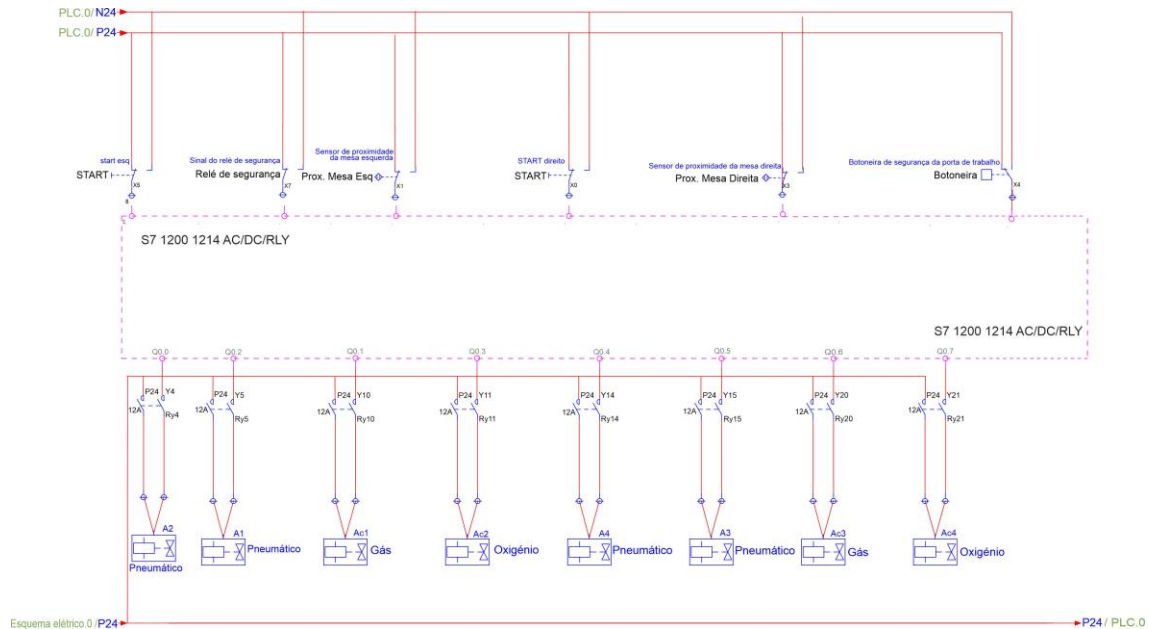 PLC.0/ N24
PLC.0/ P24
start esq
START
X6
8
Sinal do relé de segurança
Relé de segurança
X7
Sensor de proximidade
da mesa esquerda
Prox. Mesa Esq
X1
START direito
START
X0
Sensor de proximidade da mesa direita
Prox. Mesa Direita
X3
Botoneira de segurança da porta de trabalho
Botoneira
X4
S7 1200 1214 AC/DC/RLY
S7 1200 1214 AC/DC/RLY
Q0.0
Q0.2
Q0.1
Q0.3
Q0.4
Q0.5
Q0.6
Q0.7
P24 Y4
12A
Ry4
P24 Y5
12A
Ry5
P24 Y10
12A
Ry10
P24 Y11
12A
Ry11
P24 Y14
12A
Ry14
P24 Y15
12A
Ry15
P24 Y20
12A
Ry20
P24 Y21
12A
Ry21
A2
Pneumático
A1
Pneumático
Ac1
Gás
Ac2
Oxigénio
A4
Pneumático
A3
Pneumático
Ac3
Gás
Ac4
Oxigénio
Esquema elétrico.0 /P24
P24 / PLC.0